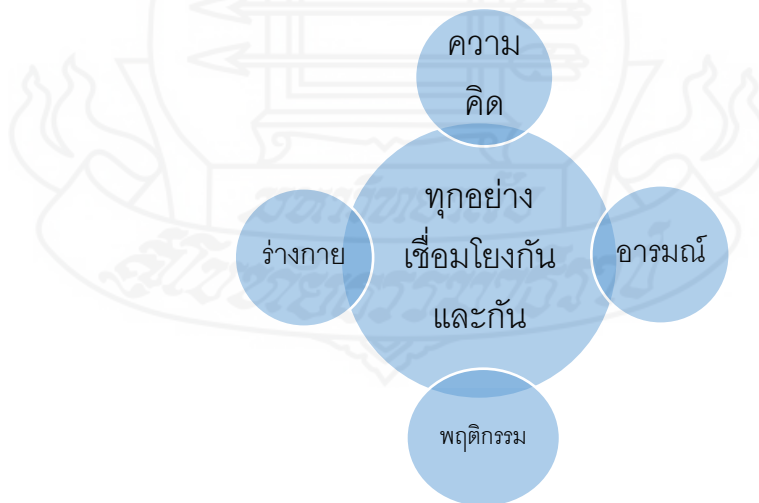 ความ
คิด
ทุกอย่าง
เชื่อมโยงกัน
และกัน
ร่างกาย
อารมณ์
พฤติกรรม